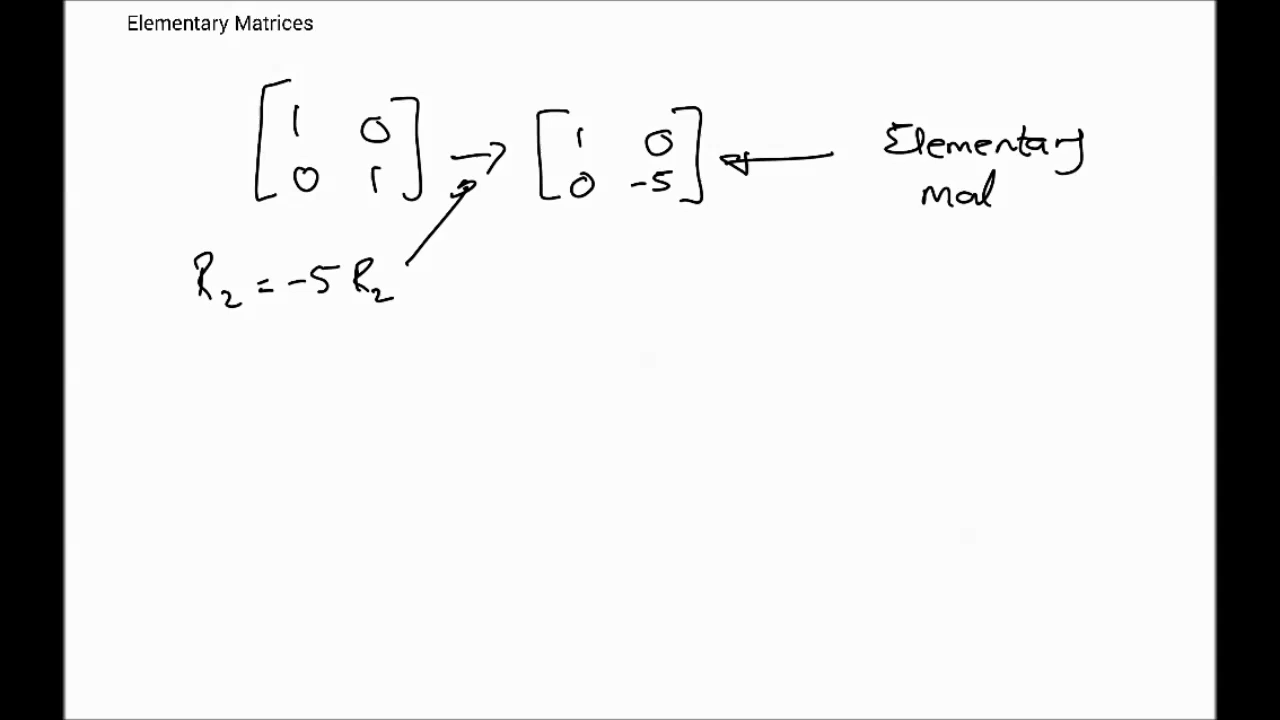 Elementary Matrices
[1 0 → [1 0 Elementary
0 1] 0 -5] mat
R₂ = -5 R₂